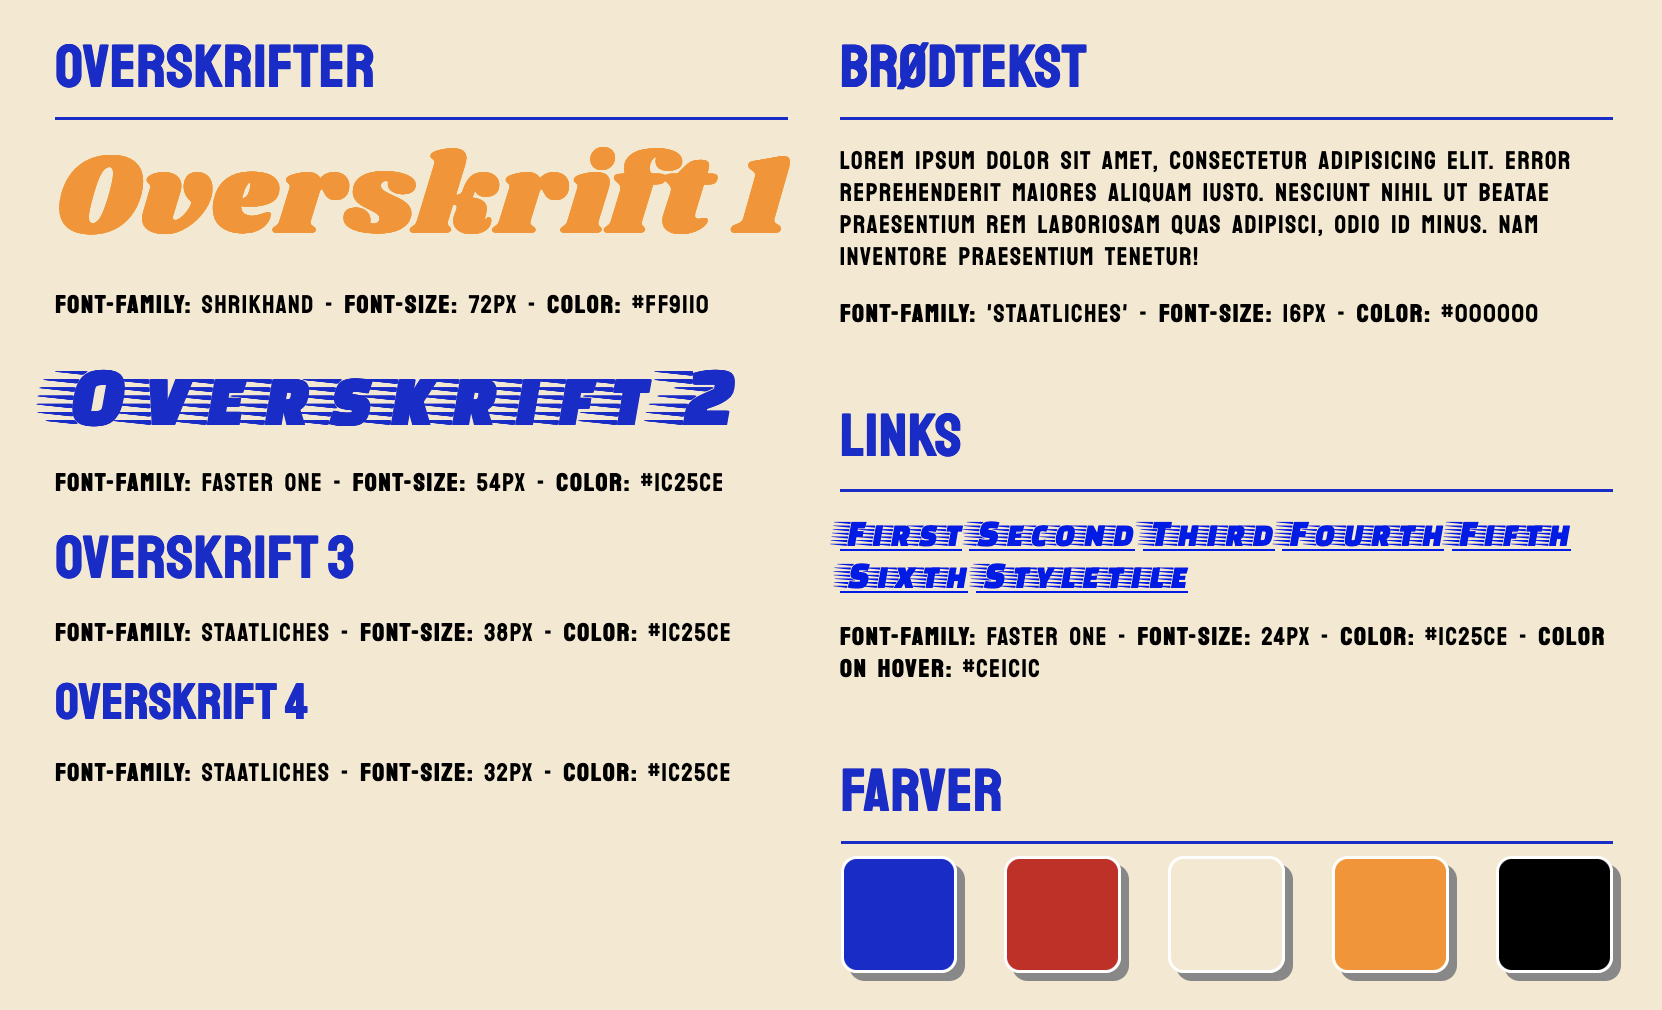 OVERSKRIFTER
Overskrift 1
FONT-FAMILY: SHRIKHAND - FONT-SIZE: 72PX - COLOR: #FF9110
OVERSKRIFT 2
FONT-FAMILY: FASTER ONE - FONT-SIZE: 54PX - COLOR: #1C25CE
OVERSKRIFT 3
FONT-FAMILY: STAATLICHES - FONT-SIZE: 38PX - COLOR: #1C25CE
OVERSKRIFT 4
FONT-FAMILY: STAATLICHES - FONT-SIZE: 32PX - COLOR: #1C25CE
BRØDTEKST
LOREM IPSUM DOLOR SIT AMET, CONSECTETUR ADIPISICING ELIT. ERROR
REPREHENDERIT MAIORES ALIQUAM IUSTO. NESCIUNT NIHIL UT BEATAE
PRAESENTIUM REM LABORIOSAM QUAS ADIPISCI, ODIO ID MINUS. NAM
INVENTORE PRAESENTIUM TENETUR!
FONT-FAMILY: 'STAATLICHES' - FONT-SIZE: 16PX - COLOR: #000000
LINKS
FIRST SECOND THIRD FOURTH FIFTH
SIXTH STYLETILE
FONT-FAMILY: FASTER ONE - FONT-SIZE: 24PX - COLOR: #1C25CE - COLOR
ON HOVER: #CE1C1C
FARVER